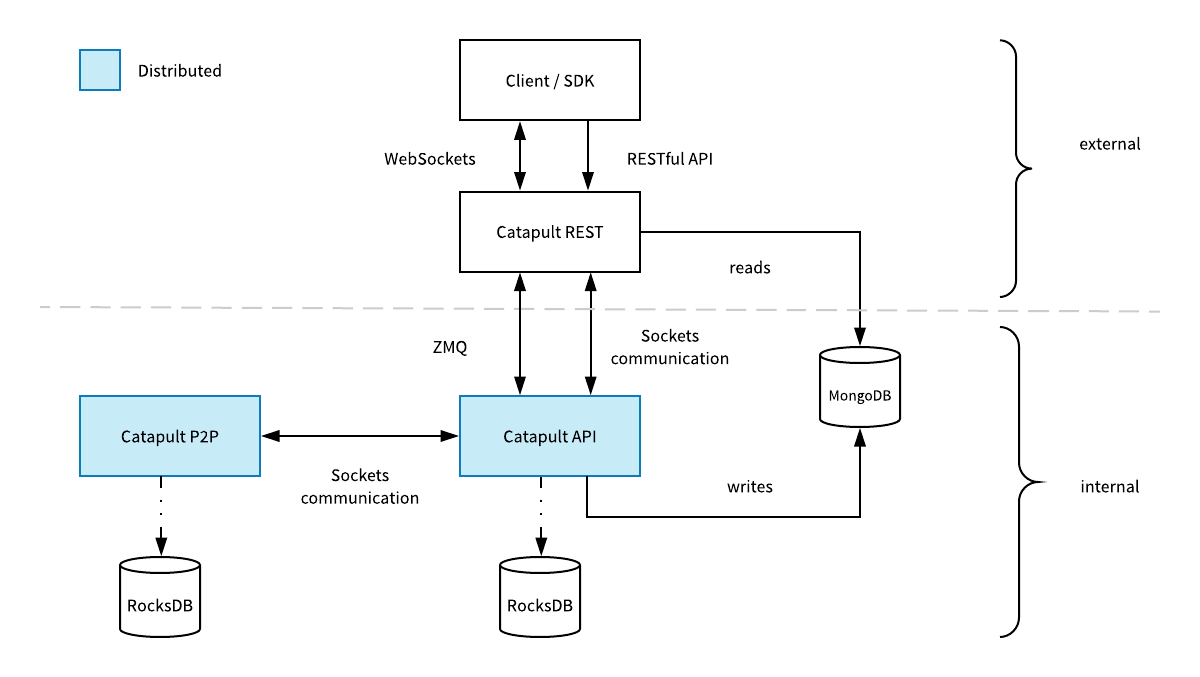 Distributed
Client / SDK
WebSockets
RESTful API
external
Catapult REST
reads
ZMQ
Sockets
communication
MongoDB
Catapult P2P
Catapult API
Sockets
communication
writes
internal
RocksDB
RocksDB